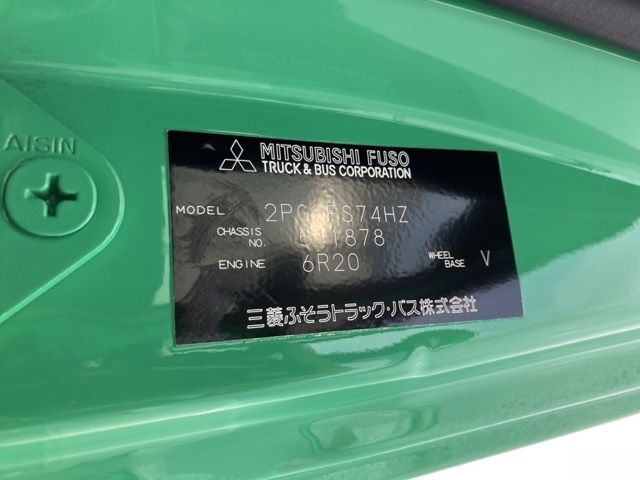 AISIN
MITSUBISHI FUSO
TRUCK & BUS CORPORATION
MODEL
CHASSIS NO.
ENGINE 6R20 WHEEL BASE V
三菱ふそうトラック・バス株式会社